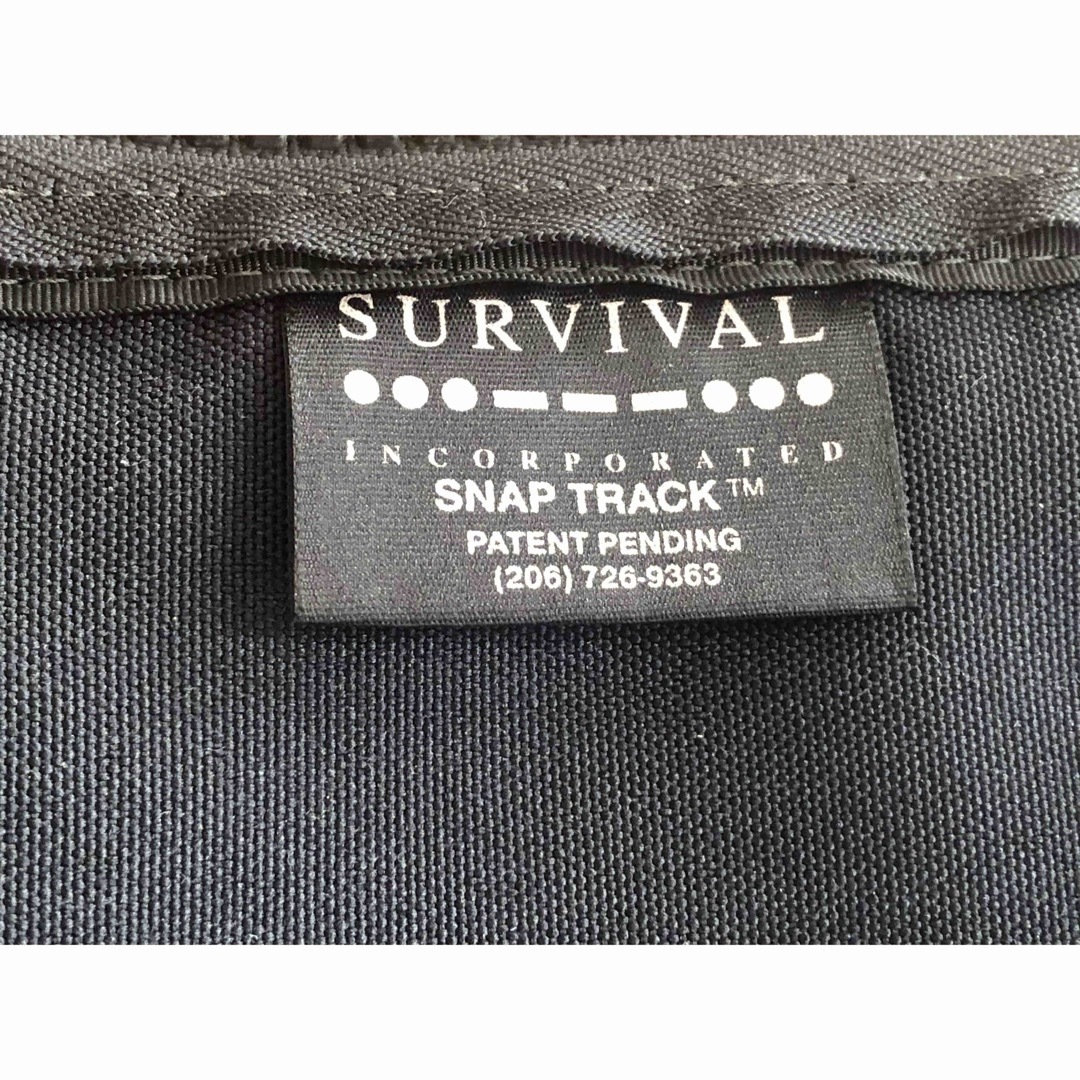 SURVIVAL
●●●▬▬▬●●●
INCORPORATED
SNAP TRACK™
PATENT PENDING
(206) 726-9363